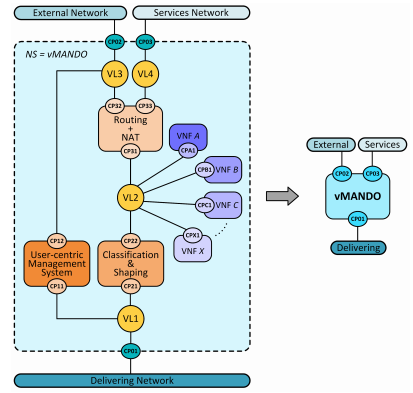 External Network
Services Network
CP02
CP03
NS = vMANDO
VL3
VL4
CP32
CP33
Routing
+
NAT
CP31
VNF A
CPA1
CPB1
VNF B
VL2
CPC1
VNF C
CPX1
VNF X
CP12
User-centric
Management
System
CP11
CP22
Classification
&
Shaping
CP21
VL1
CP01
Delivering Network
External
Services
CP02
CP03
vMANDO
CP01
Delivering